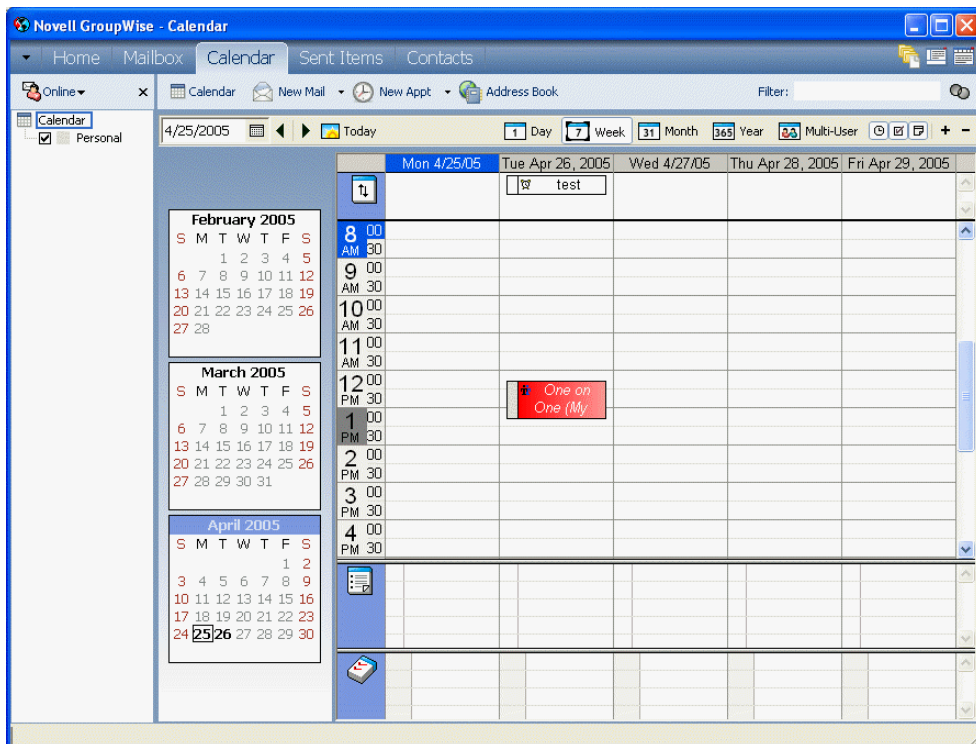 Novell GroupWise - Calendar
Home Mailbox Calendar Sent Items Contacts
Online Calendar New Mail New Appt Address Book Filter:
Calendar
Personal
4/25/2005 Today 1 Day 7 Week 31 Month 365 Year Multi-User
Mon 4/25/05 Tue Apr 26, 2005 Wed 4/27/05 Thu Apr 28, 2005 Fri Apr 29, 2005
test
February 2005
S M T W T F S
1 2 3 4 5
6 7 8 9 10 11 12
13 14 15 16 17 18 19
20 21 22 23 24 25 26
27 28
March 2005
S M T W T F S
1 2 3 4 5
6 7 8 9 10 11 12
13 14 15 16 17 18 19
20 21 22 23 24 25 26
27 28 29 30 31
April 2005
S M T W T F S
1 2
3 4 5 6 7 8 9
10 11 12 13 14 15 16
17 18 19 20 21 22 23
24 25 26 27 28 29 30
8 00
AM 30
9 00
AM 30
10 00
AM 30
11 00
AM 30
12 00
PM 30
1 00
PM 30
2 00
PM 30
3 00
PM 30
4 00
PM 30
One on
One (My